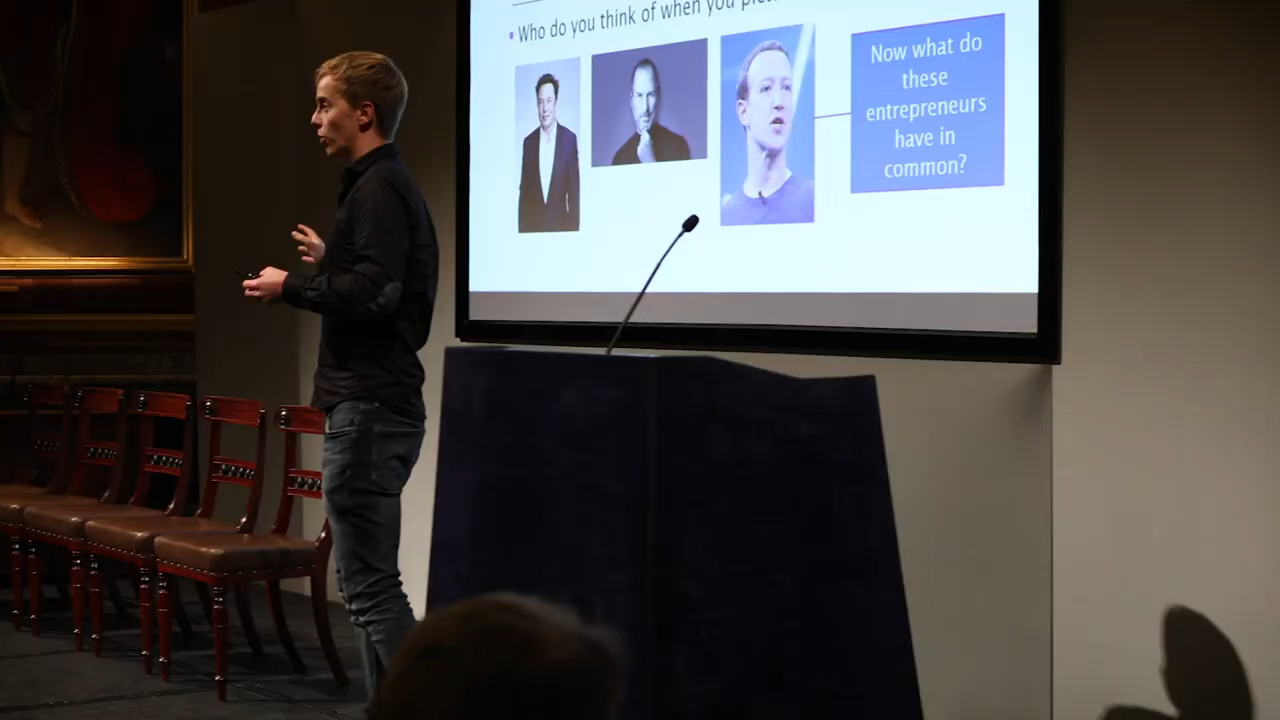 Who do you think of when you
Now what do
these
entrepreneurs
have in
common?